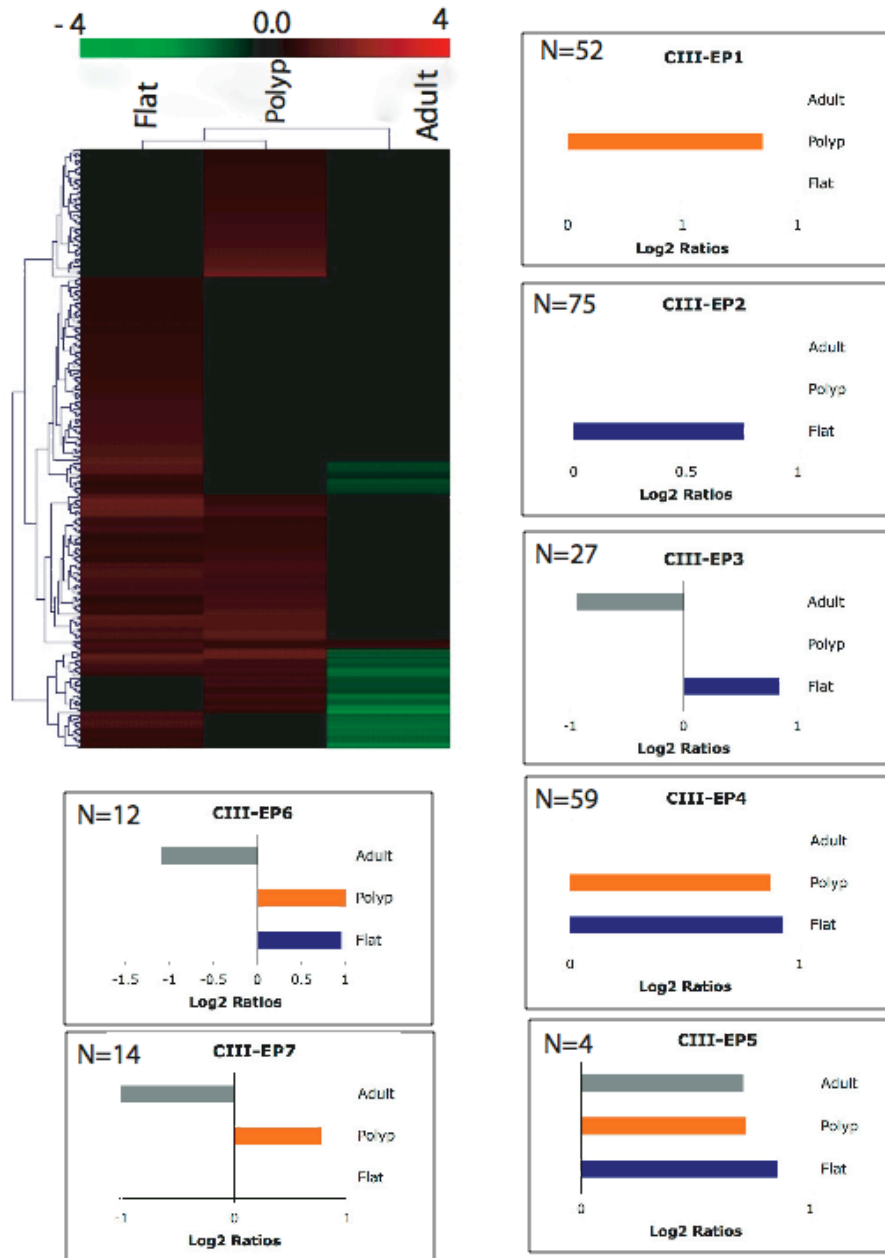 - 4 0.0 4
Flat Polyp Adult
N=52 CIII-EP1
Adult
Polyp
Flat
0 1 1
Log2 Ratios
N=75 CIII-EP2
Adult
Polyp
Flat
0 0.5 1
Log2 Ratios
N=27 CIII-EP3
Adult
Polyp
Flat
-1 0 1
Log2 Ratios
N=59 CIII-EP4
Adult
Polyp
Flat
0 1
Log2 Ratios
N=4 CIII-EP5
Adult
Polyp
Flat
0 1
Log2 Ratios
N=12 CIII-EP6
Adult
Polyp
Flat
-1.5 -1 -0.5 0 0.5 1
Log2 Ratios
N=14 CIII-EP7
Adult
Polyp
Flat
-1 0 1
Log2 Ratios